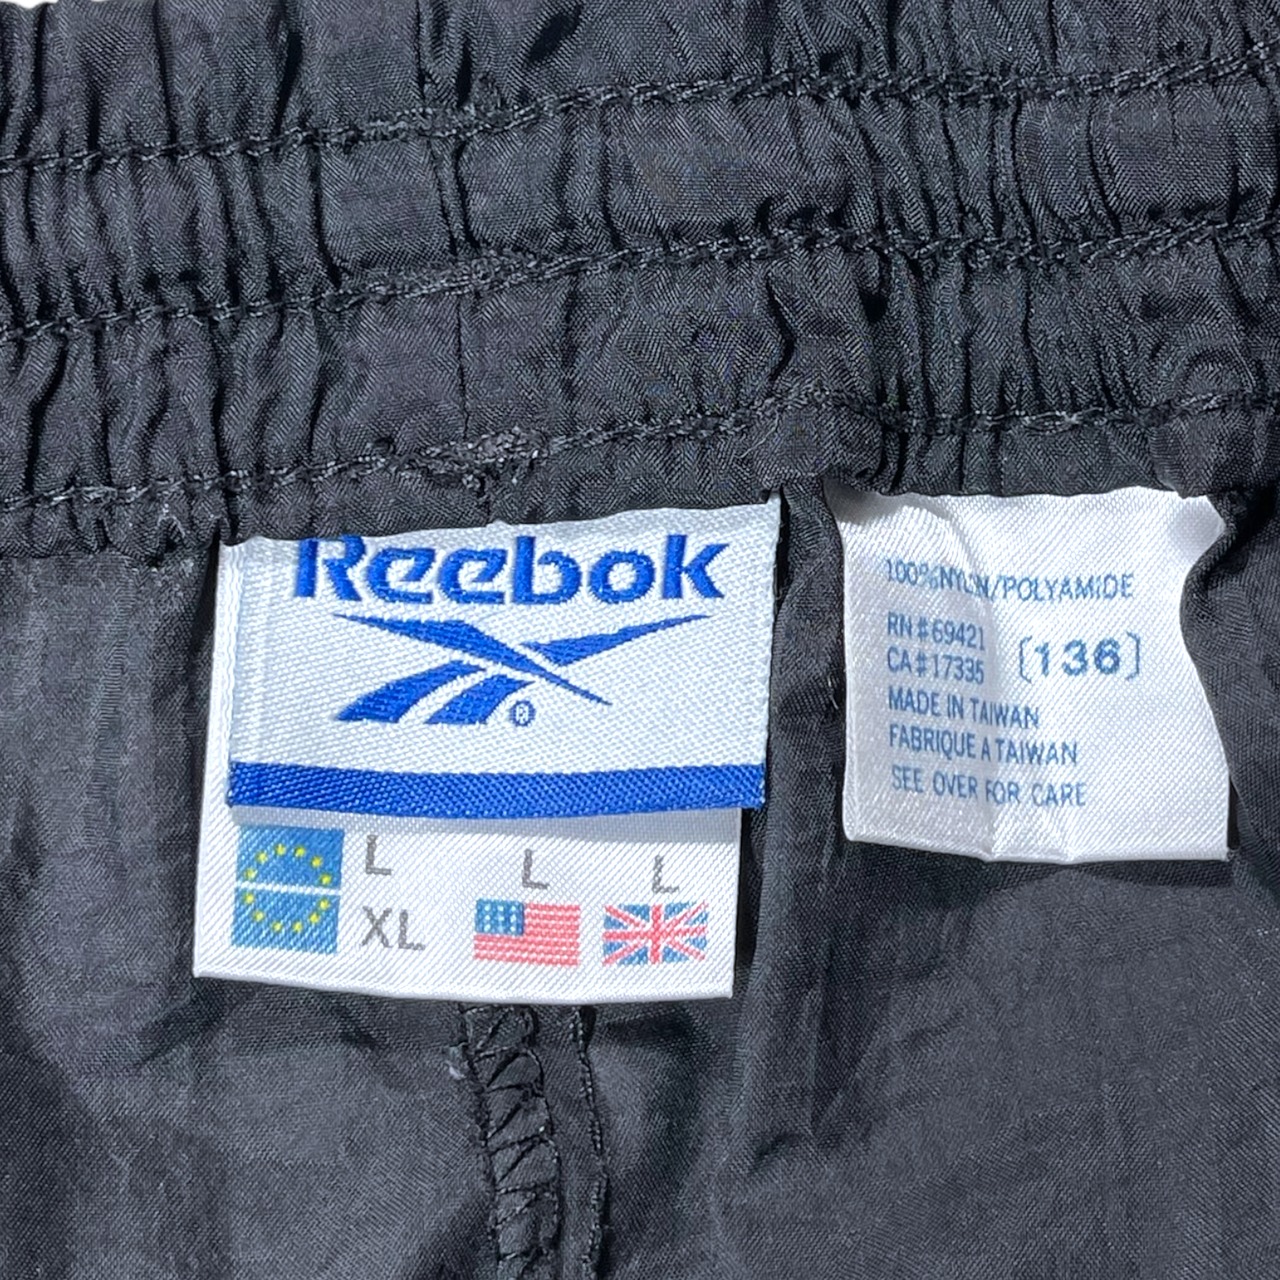 Reebok
®
L
XL
L
L
100%NYLON/POLYAMIDE
RN#69421
CA#17335
[136]
MADE IN TAIWAN
FABRIQUE A TAIWAN
SEE OVER FOR CARE